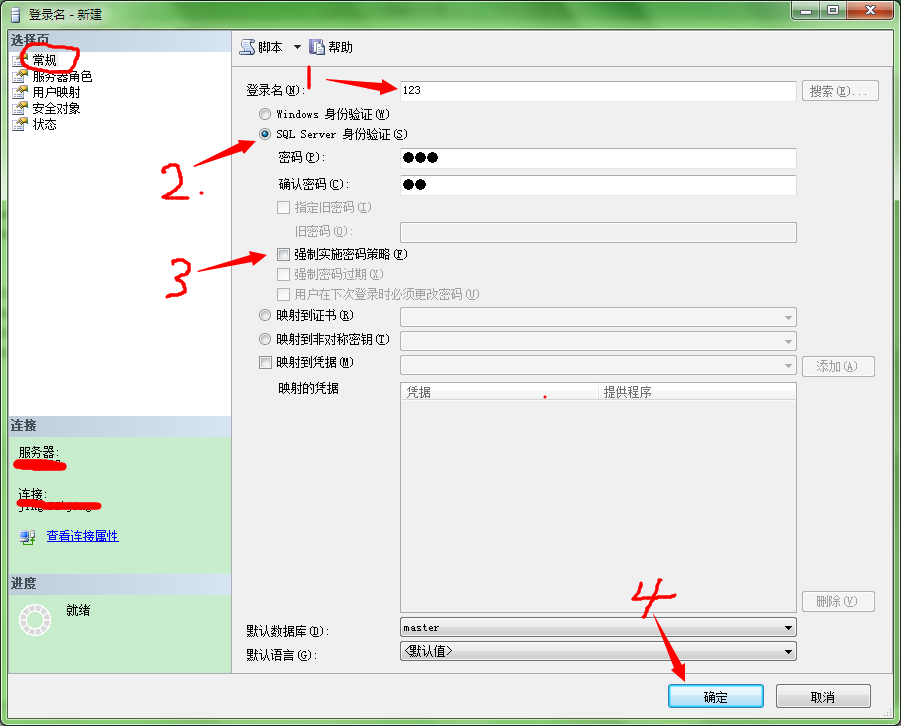 登录名 - 新建
选择页
常规
服务器角色
用户映射
安全对象
状态
脚本 帮助
1
登录名(N): 123 搜索(E)...
Windows 身份验证(W)
SQL Server 身份验证(S)
2.
密码(P): ●●●
确认密码(C): ●●
指定旧密码(I)
旧密码(O):
3
强制实施密码策略(F)
强制密码过期(X)
用户在下次登录时必须更改密码(U)
映射到证书(R)
映射到非对称密钥(T)
映射到凭据(M) 添加(A)
映射的凭据 凭据 提供程序
连接
服务器:
连接:
查看连接属性
进度
就绪
删除(V)
4
默认数据库(D): master
默认语言(G): <默认值>
确定 取消